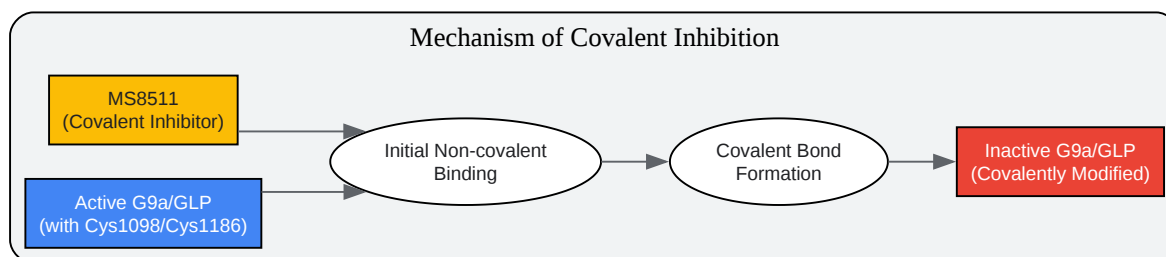 Mechanism of Covalent Inhibition
MS8511
(Covalent Inhibitor)
Active G9a/GLP
(with Cys1098/Cys1186)
Initial Non-covalent
Binding
Covalent Bond
Formation
Inactive G9a/GLP
(Covalently Modified)